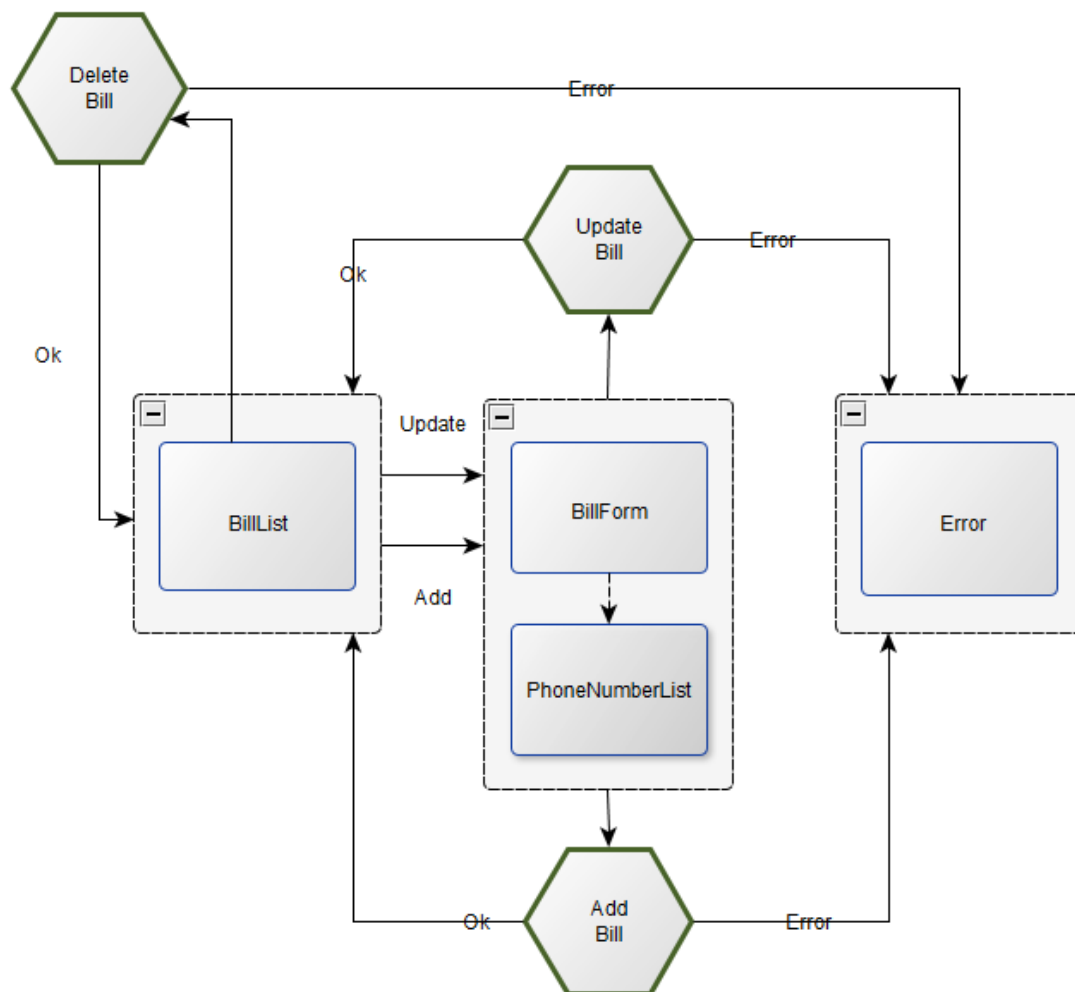 Delete
Bill
Error
Update
Bill
Error
Ok
Ok
Update
BillList
BillForm
Error
Add
PhoneNumberList
Add
Bill
Ok
Error